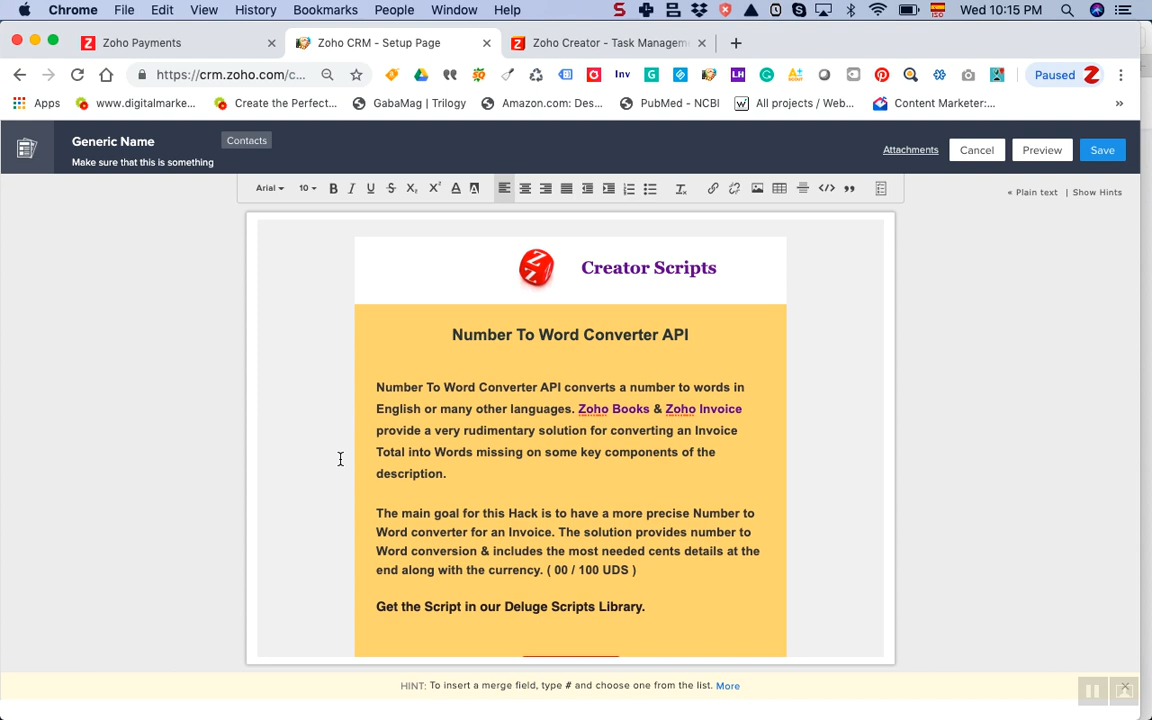 Chrome File Edit View History Bookmarks People Window Help Wed 10:15 PM
ISO
Zoho Payments Zoho CRM - Setup Page Zoho Creator - Task Managem
https://crm.zoho.com/c... Inv LH Paused
Apps www.digitalmarke... Create the Perfect... GabaMag | Trilogy Amazon.com: Des... PubMed - NCBI All projects / Web... Content Marketer:... »
Generic Name Contacts
Make sure that this is something
Attachments Cancel Preview Save
Arial 10 B I U S X₂ X² A A
« Plain text | Show Hints
Creator Scripts
Number To Word Converter API
Number To Word Converter API converts a number to words in
English or many other languages. Zoho Books & Zoho Invoice
provide a very rudimentary solution for converting an Invoice
Total into Words missing on some key components of the
description.
The main goal for this Hack is to have a more precise Number to
Word converter for an Invoice. The solution provides number to
Word conversion & includes the most needed cents details at the
end along with the currency. ( 00 / 100 UDS )
Get the Script in our Deluge Scripts Library.
HINT: To insert a merge field, type # and choose one from the list. More